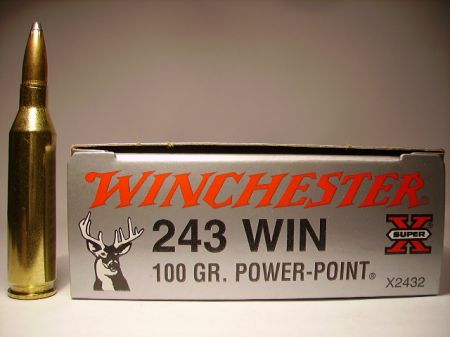 WINCHESTER
243 WIN
100 GR. POWER-POINT®
X
SUPER
X2432